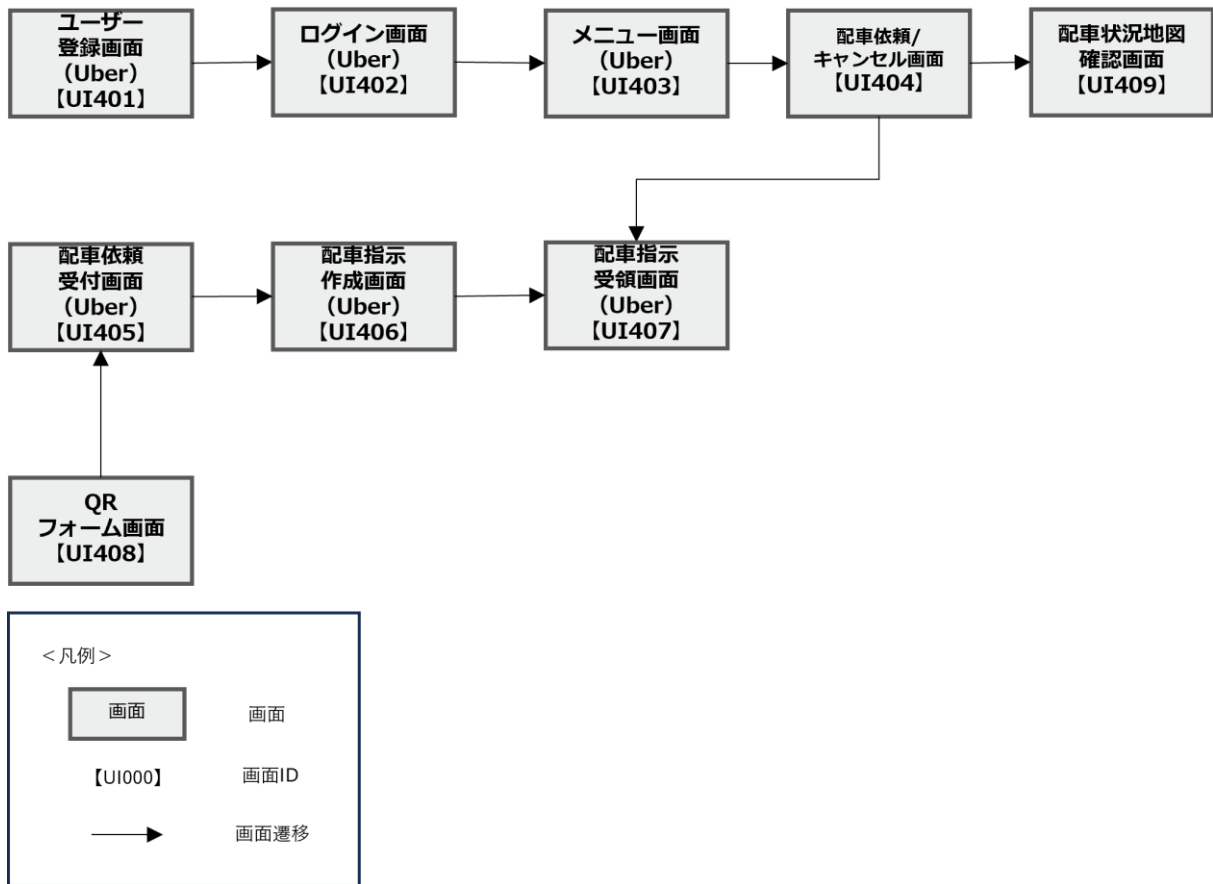 ユーザー
登録画面
（Uber）
【UI401】
ログイン画面
（Uber）
【UI402】
メニュー画面
（Uber）
【UI403】
配車依頼/
キャンセル画面
【UI404】
配車状況地図
確認画面
【UI409】
配車依頼
受付画面
（Uber）
【UI405】
配車指示
作成画面
（Uber）
【UI406】
配車指示
受領画面
（Uber）
【UI407】
QR
フォーム画面
【UI408】
＜凡例＞
画面
画面
【UI000】
画面ID
画面遷移